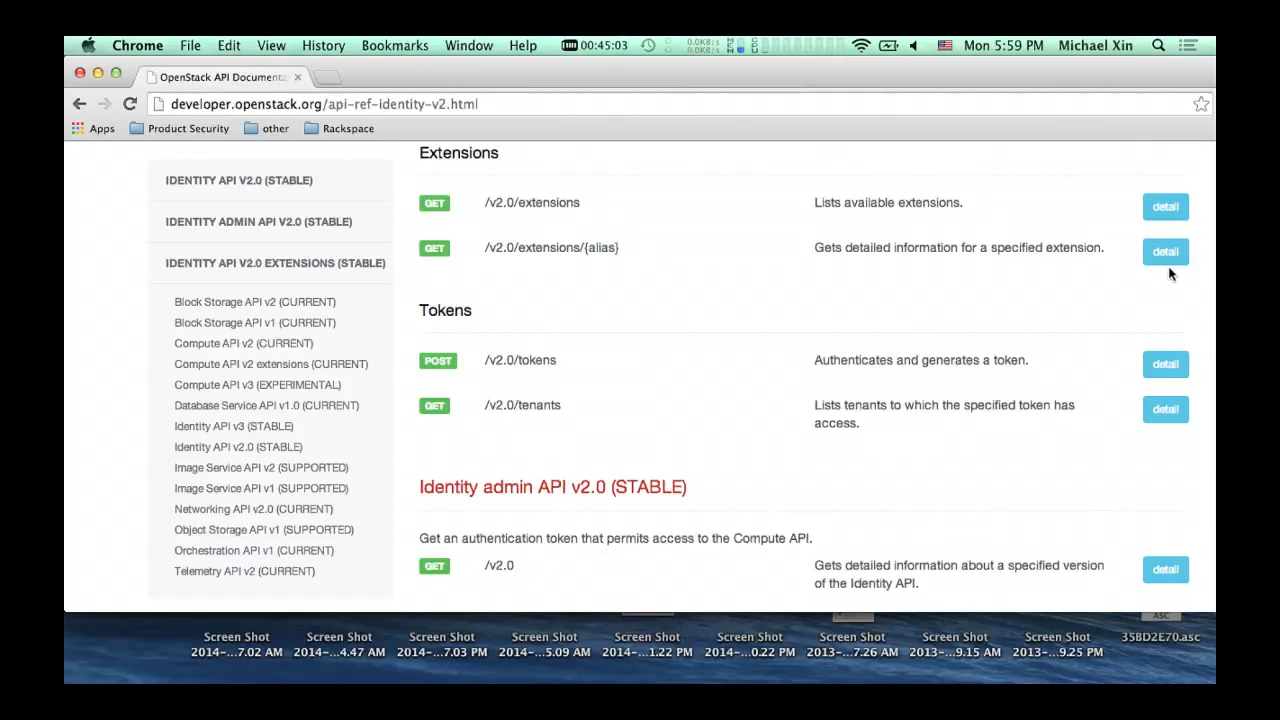 Chrome File Edit View History Bookmarks Window Help 00:45:03 0.0KB/s 0.0KB/s Mon 5:59 PM Michael Xin
OpenStack API Documenta
developer.openstack.org/api-ref-identity-v2.html
Apps Product Security other Rackspace
IDENTITY API V2.0 (STABLE)
IDENTITY ADMIN API V2.0 (STABLE)
IDENTITY API V2.0 EXTENSIONS (STABLE)
Block Storage API v2 (CURRENT)
Block Storage API v1 (CURRENT)
Compute API v2 (CURRENT)
Compute API v2 extensions (CURRENT)
Compute API v3 (EXPERIMENTAL)
Database Service API v1.0 (CURRENT)
Identity API v3 (STABLE)
Identity API v2.0 (STABLE)
Image Service API v2 (SUPPORTED)
Image Service API v1 (SUPPORTED)
Networking API v2.0 (CURRENT)
Object Storage API v1 (SUPPORTED)
Orchestration API v1 (CURRENT)
Telemetry API v2 (CURRENT)
Extensions
GET /v2.0/extensions Lists available extensions. detail
GET /v2.0/extensions/{alias} Gets detailed information for a specified extension. detail
Tokens
POST /v2.0/tokens Authenticates and generates a token. detail
GET /v2.0/tenants Lists tenants to which the specified token has detail
access.
Identity admin API v2.0 (STABLE)
Get an authentication token that permits access to the Compute API.
GET /v2.0 Gets detailed information about a specified version detail
of the Identity API.
ASC
Screen Shot Screen Shot Screen Shot Screen Shot Screen Shot Screen Shot Screen Shot Screen Shot Screen Shot 35BD2E70.asc
2014-...7.02 AM 2014-...4.47 AM 2014-...7.03 PM 2014-...5.09 AM 2014-...1.22 PM 2014-...0.22 PM 2013-...7.26 AM 2013-...9.15 AM 2013-...9.25 PM